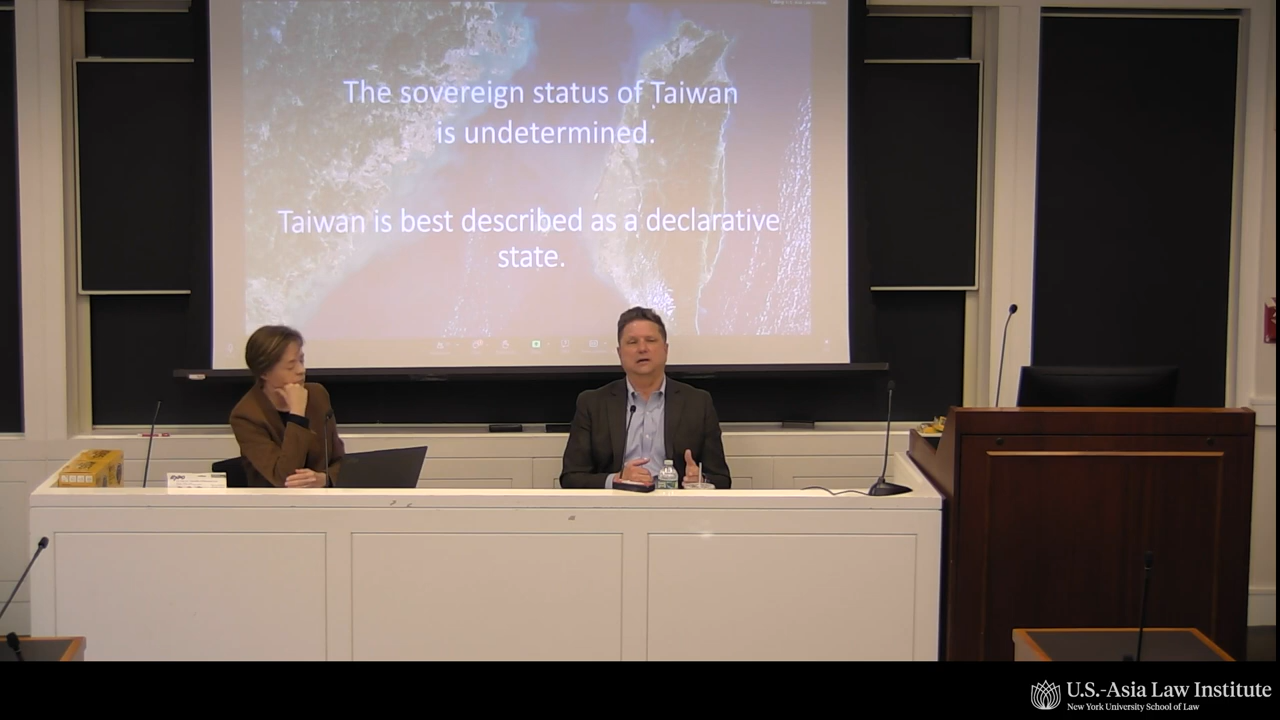 The sovereign status of Taiwan
is undetermined.
Taiwan is best described as a declarative
state.
U.S.-Asia Law Institute
New York University School of Law